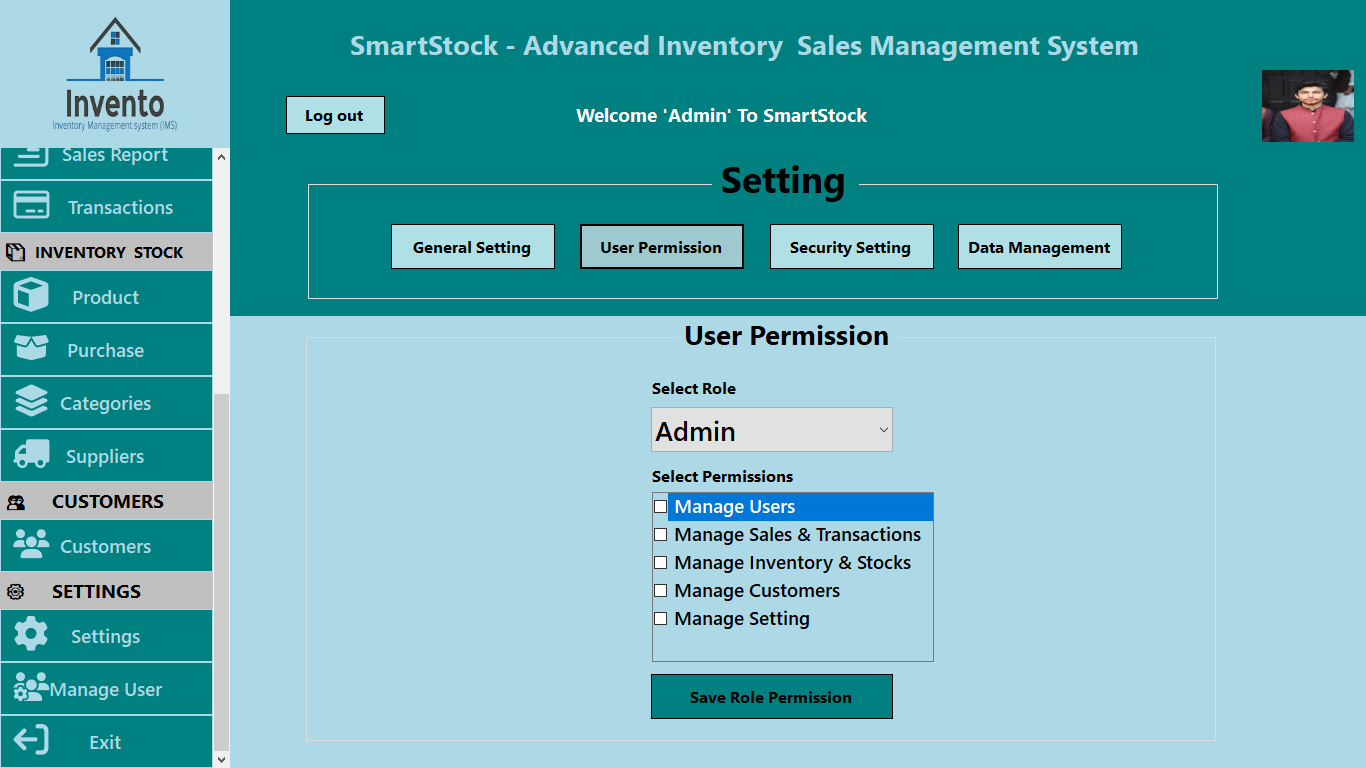 Invento
Inventory Management system (IMS)
Sales Report
Transactions
INVENTORY STOCK
Product
Purchase
Categories
Suppliers
CUSTOMERS
Customers
SETTINGS
Settings
Manage User
Exit
SmartStock - Advanced Inventory Sales Management System
Log out
Welcome 'Admin' To SmartStock
Setting
General Setting
User Permission
Security Setting
Data Management
User Permission
Select Role
Admin
Select Permissions
Manage Users
Manage Sales & Transactions
Manage Inventory & Stocks
Manage Customers
Manage Setting
Save Role Permission